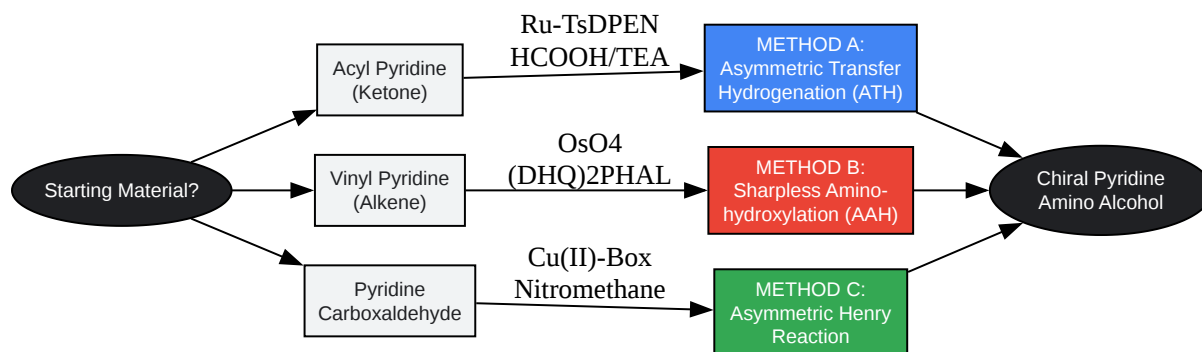 Starting Material?
Acyl Pyridine
(Ketone)
Ru-TsDPEN
HCOOH/TEA
METHOD A:
Asymmetric Transfer
Hydrogenation (ATH)
Vinyl Pyridine
(Alkene)
OsO4
(DHQ)2PHAL
METHOD B:
Sharpless Amino-
hydroxylation (AAH)
Pyridine
Carboxaldehyde
Cu(II)-Box
Nitromethane
METHOD C:
Asymmetric Henry
Reaction
Chiral Pyridine
Amino Alcohol